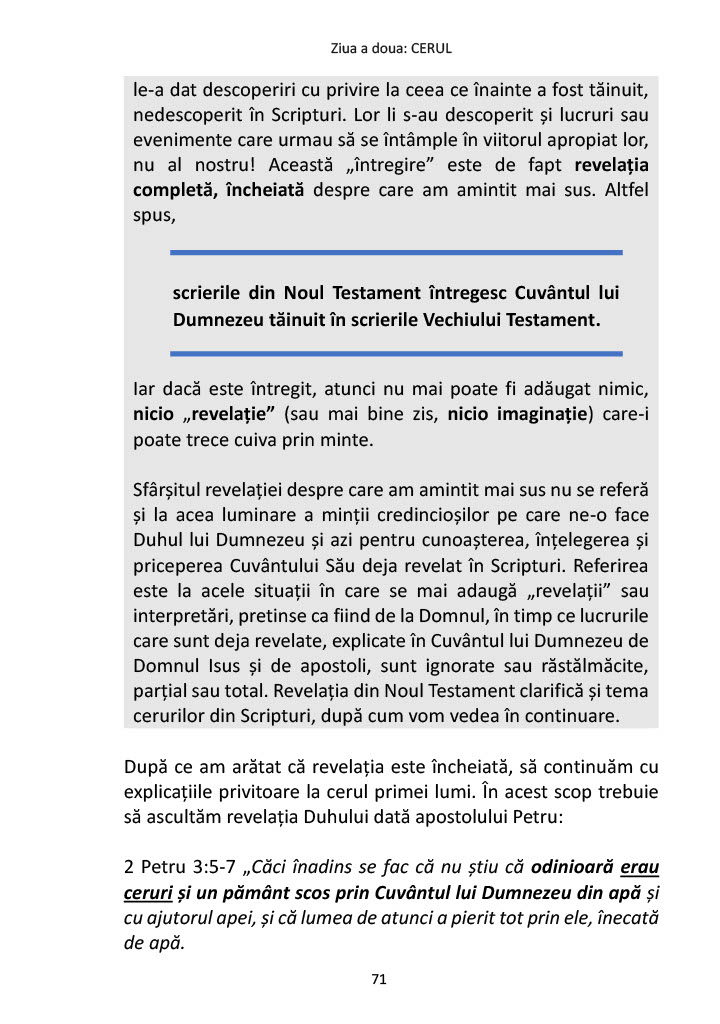 Ziua a doua: CERUL
le-a dat descoperiri cu privire la ceea ce înainte a fost tăinuit,
nedescoperit în Scripturi. Lor li s-au descoperit și lucruri sau
evenimente care urmau să se întâmple în viitorul apropiat lor,
nu al nostru! Această „întregire” este de fapt revelația
completă, încheiată despre care am amintit mai sus. Altfel
spus,
scrierile din Noul Testament întregesc Cuvântul lui
Dumnezeu tăinuit în scrierile Vechiului Testament.
Iar dacă este întregit, atunci nu mai poate fi adăugat nimic,
nicio „revelație” (sau mai bine zis, nicio imaginație) care-i
poate trece cuiva prin minte.
Sfârșitul revelației despre care am amintit mai sus nu se referă
și la acea luminare a minții credincioșilor pe care ne-o face
Duhul lui Dumnezeu și azi pentru cunoașterea, înțelegerea și
priceperea Cuvântului Său deja revelat în Scripturi. Referirea
este la acele situații în care se mai adaugă „revelații” sau
interpretări, pretinse ca fiind de la Domnul, în timp ce lucrurile
care sunt deja revelate, explicate în Cuvântul lui Dumnezeu de
Domnul Isus și de apostoli, sunt ignorate sau răstălmăcite,
parțial sau total. Revelația din Noul Testament clarifică și tema
cerurilor din Scripturi, după cum vom vedea în continuare.
După ce am arătat că revelația este încheiată, să continuăm cu
explicațiile privitoare la cerul primei lumi. În acest scop trebuie
să ascultăm revelația Duhului dată apostolului Petru:
2 Petru 3:5-7 „Căci înadins se fac că nu știu că odinioară erau
ceruri și un pământ scos prin Cuvântul lui Dumnezeu din apă și
cu ajutorul apei, și că lumea de atunci a pierit tot prin ele, înecată
de apă.
71